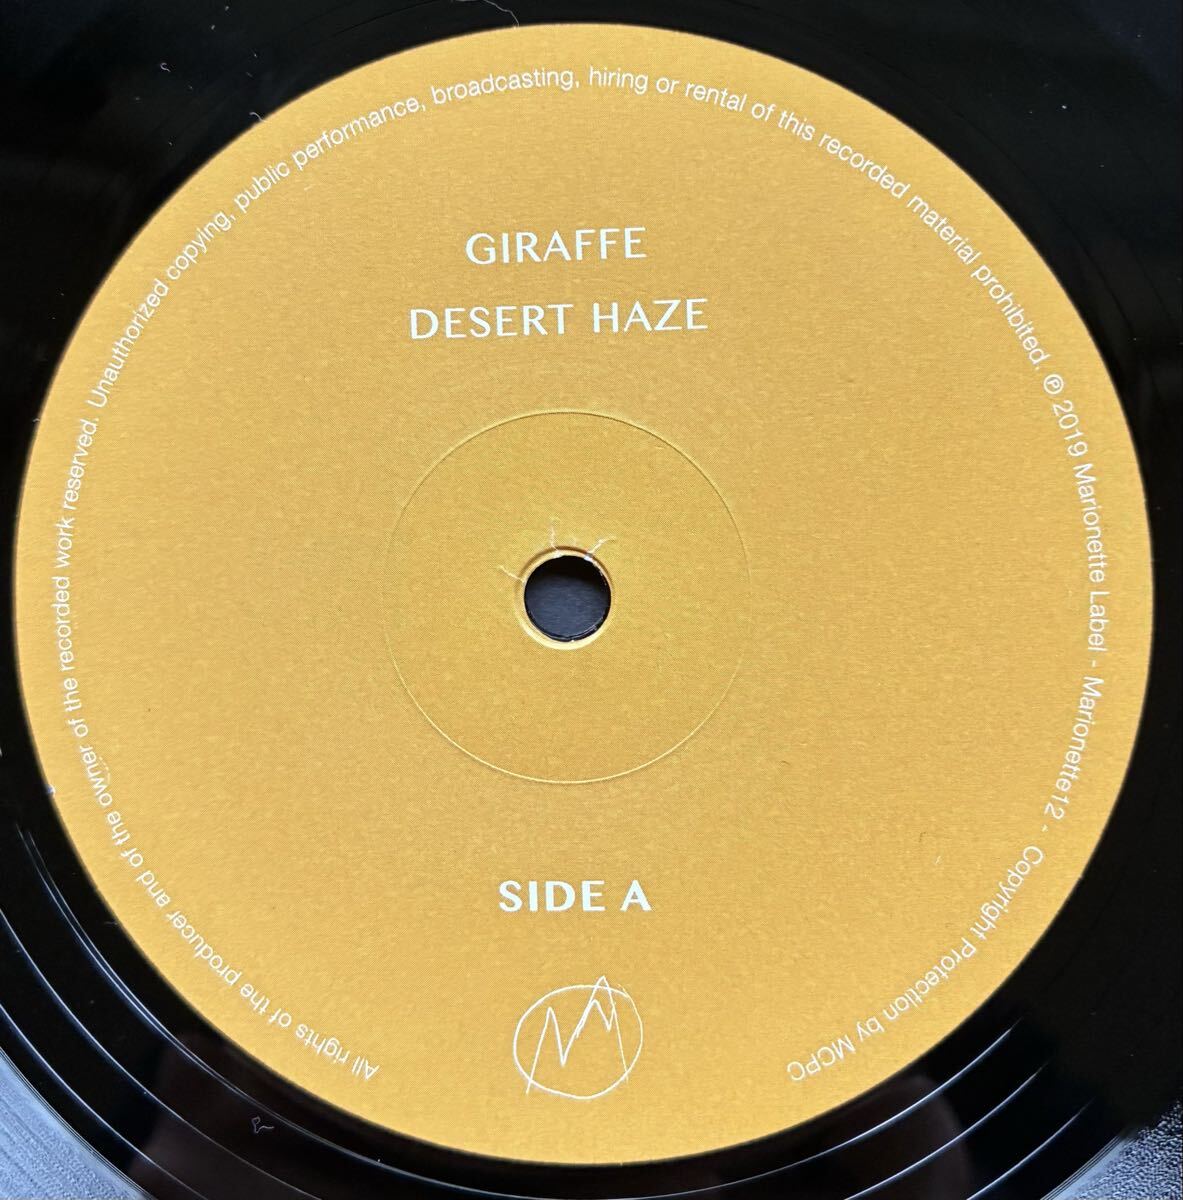 GIRAFFE
DESERT HAZE
SIDE A
All rights of the producer and of the owner of the recorded work reserved. Unauthorized copying, public performance, broadcasting, hiring or rental of this recorded material prohibited. ℗ 2019 Marionette Label - Marionette12 - Copyright Protection by MCPC